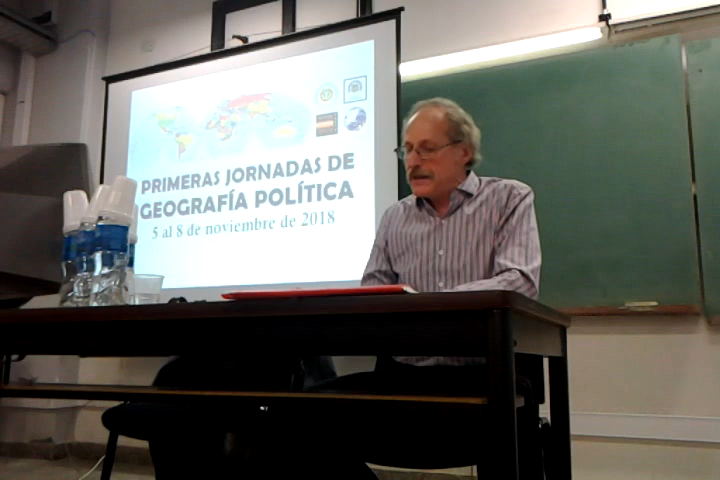 PRIMERAS JORNADAS DE
GEOGRAFÍA POLÍTICA
5 al 8 de noviembre de 2018